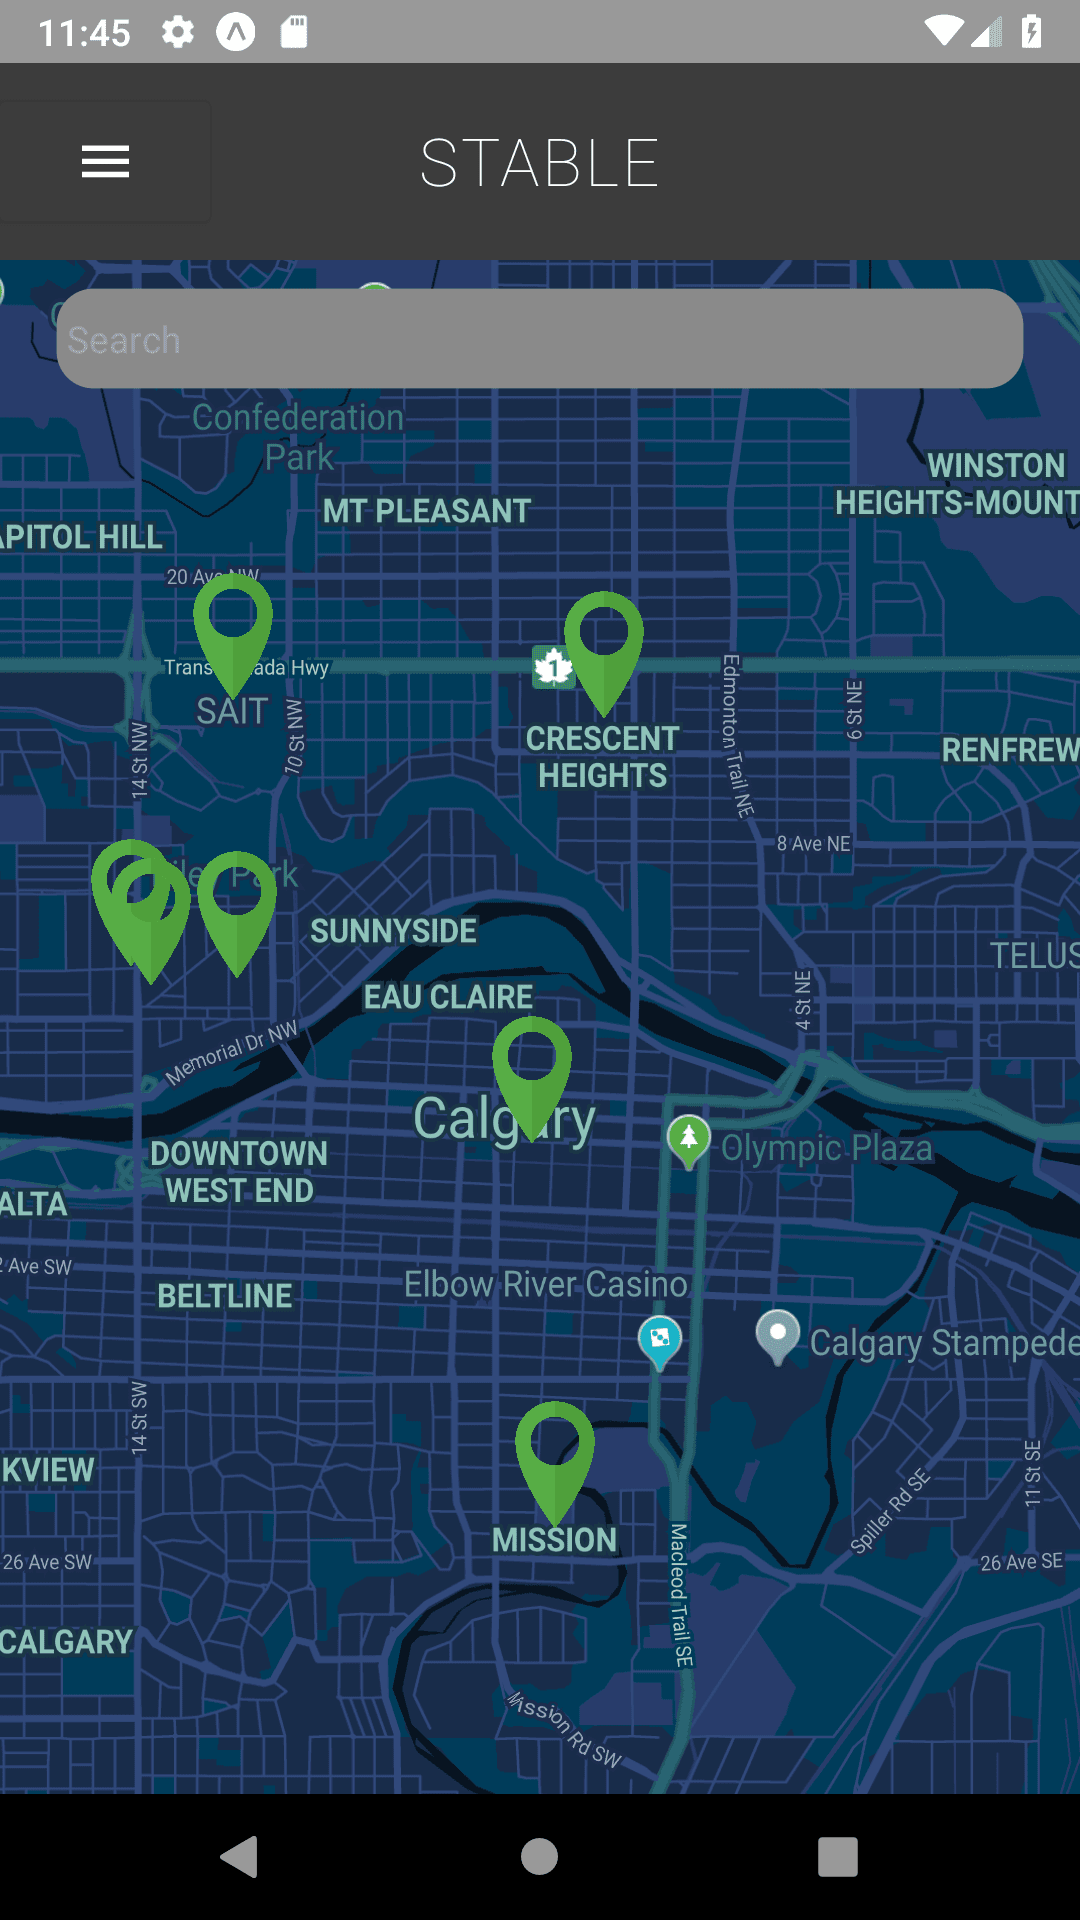 11:45
STABLE
Search
Confederation
Park
WINSTON
HEIGHTS-MOUNT
MT PLEASANT
APITOL HILL
20 Ave NW
1
SAIT
CRESCENT
HEIGHTS
14 St NW
10 St NW
Edmonton Trail NE
6 St NE
RENFREW
8 Ave NE
Park
SUNNYSIDE
TELUS
EAU CLAIRE
4 St NE
Memorial Dr NW
Calgary
Olympic Plaza
DOWNTOWN
WEST END
ALTA
2 Ave SW
BELTLINE
Elbow River Casino
Calgary Stampede
14 St SW
KVIEW
11 St SE
Spiller Rd SE
MISSION
26 Ave SW
26 Ave SE
Macleod Trail SE
CALGARY
Mission Rd SW